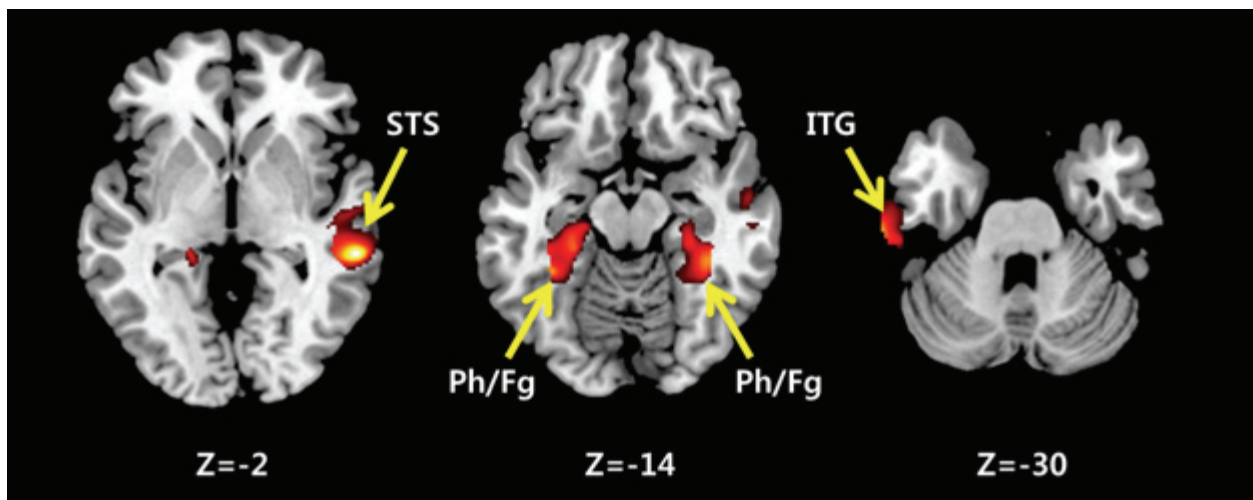 STS
ITG
Ph/Fg
Ph/Fg
Z=-2
Z=-14
Z=-30